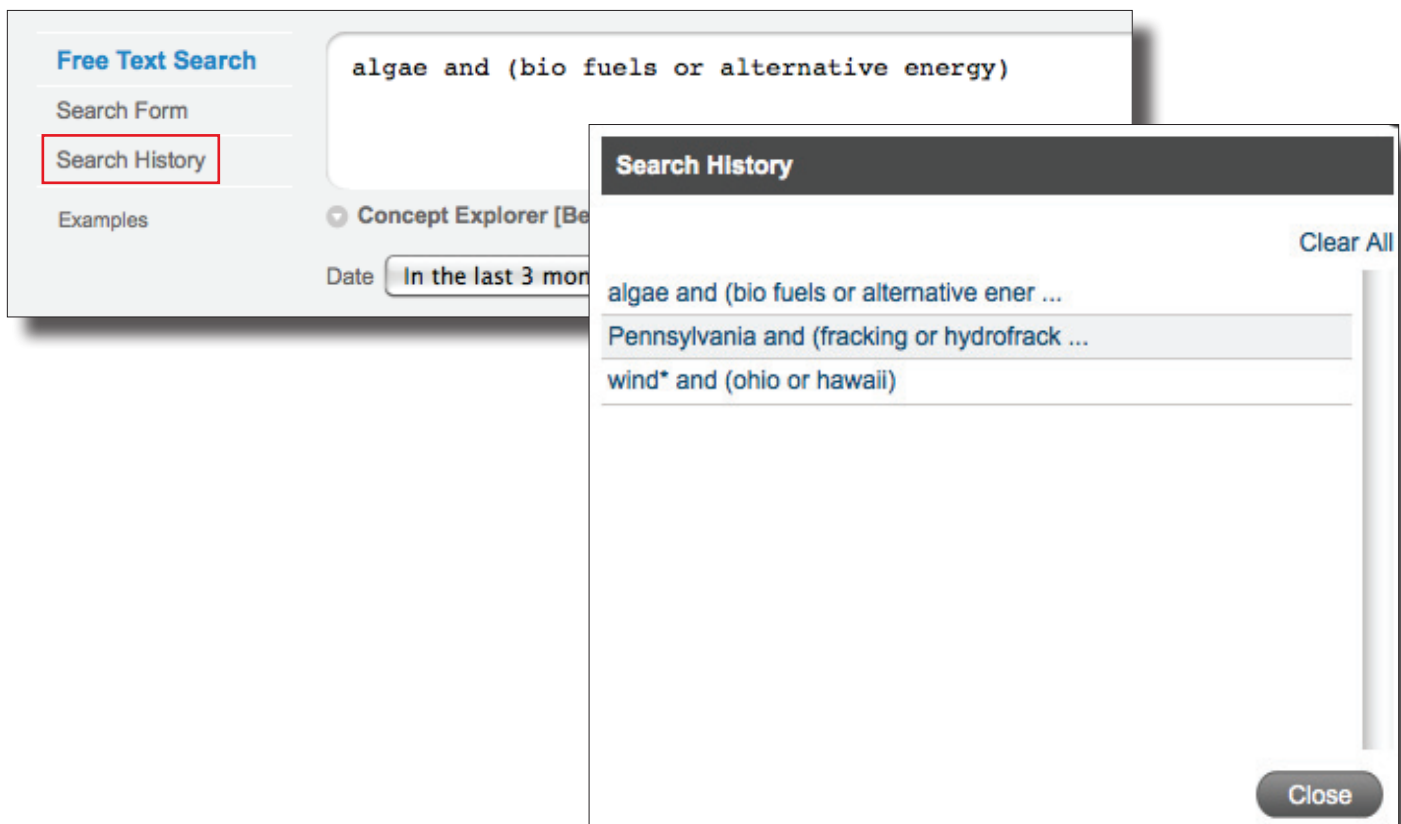 Free Text Search
algae and (bio fuels or alternative energy)
Search Form
Search History
Examples
Concept Explorer [Be
Date In the last 3 mon
Search History
Clear All
algae and (bio fuels or alternative ener ...
Pennsylvania and (fracking or hydrofrack ...
wind* and (ohio or hawaii)
Close